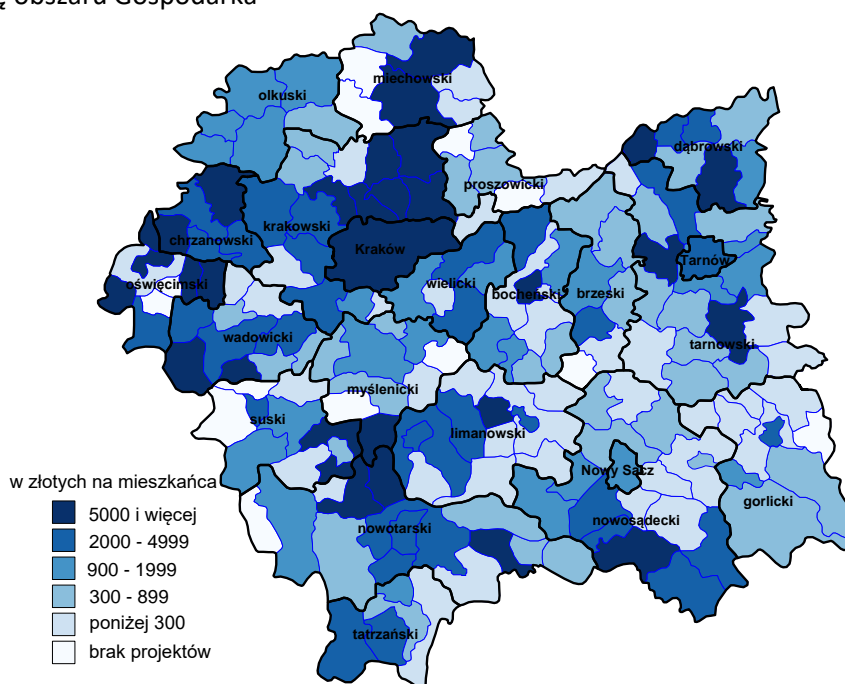 obszaru Gospodarka
miechowski
olkuski
dąbrowski
proszowicki
krakowski
chrzanowski
Kraków
Tarnów
oświęcimski
wielicki
bocheński
brzeski
wadowicki
tarnowski
myślenicki
suski
limanowski
Nowy Sącz
gorlicki
nowosądecki
nowotarski
tatrzański
w złotych na mieszkańca
5000 i więcej
2000 - 4999
900 - 1999
300 - 899
poniżej 300
brak projektów